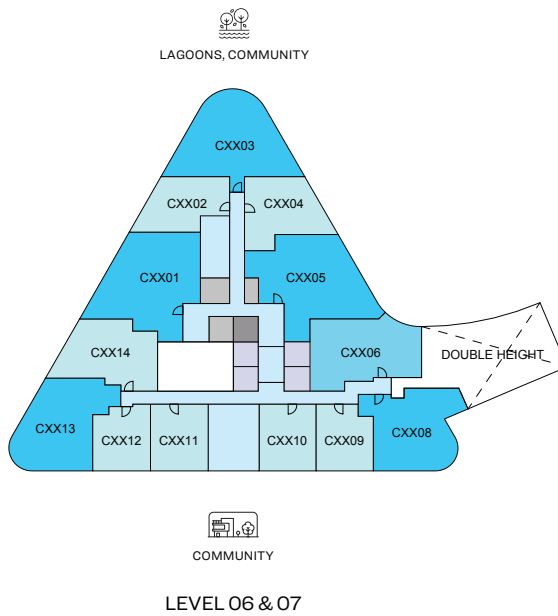 LAGOONS, COMMUNITY
CXX03
CXX02
CXX04
CXX01
CXX05
CXX14
CXX06
DOUBLE HEIGHT
CXX13
CXX12
CXX11
CXX10
CXX09
CXX08
COMMUNITY
LEVEL 06 & 07